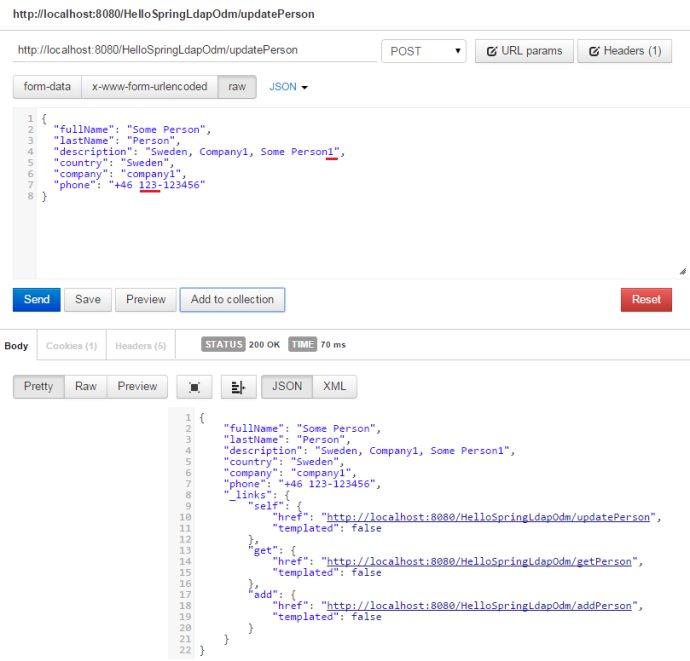 http://localhost:8080/HelloSpringLdapOdm/updatePerson
http://localhost:8080/HelloSpringLdapOdm/updatePerson POST URL params Headers (1)
form-data x-www-form-urlencoded raw JSON
1 {
2 "fullName": "Some Person",
3 "lastName": "Person",
4 "description": "Sweden, Company1, Some Person1",
5 "country": "Sweden",
6 "company": "company1",
7 "phone": "+46 123-123456"
8 }
Send Save Preview Add to collection Reset
Body Cookies (1) Headers (5) STATUS 200 OK TIME 70 ms
Pretty Raw Preview JSON XML
1 {
2 "fullName": "Some Person",
3 "lastName": "Person",
4 "description": "Sweden, Company1, Some Person1",
5 "country": "Sweden",
6 "company": "company1",
7 "phone": "+46 123-123456",
8 "_links": {
9 "self": {
10 "href": "http://localhost:8080/HelloSpringLdapOdm/updatePerson",
11 "templated": false
12 },
13 "get": {
14 "href": "http://localhost:8080/HelloSpringLdapOdm/getPerson",
15 "templated": false
16 },
17 "add": {
18 "href": "http://localhost:8080/HelloSpringLdapOdm/addPerson",
19 "templated": false
20 }
21 }
22 }